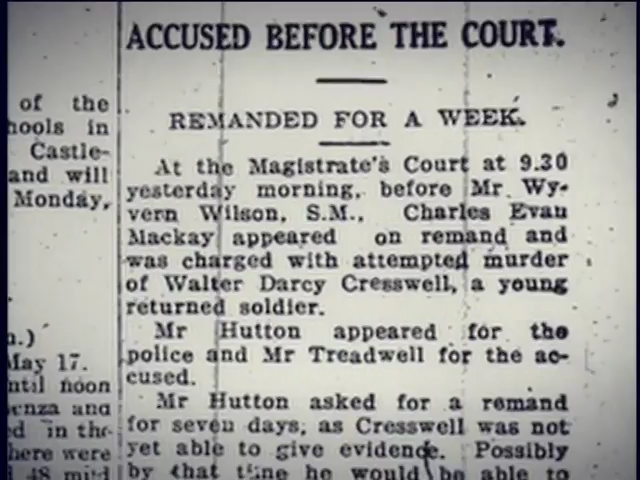 ACCUSED BEFORE THE COURT.
REMANDED FOR A WEEK.
At the Magistrate's Court at 9.30
yesterday morning, before Mr Wy-
vern Wilson, S.M., Charles Evan
Mackay appeared on remand and
was charged with attempted murder
of Walter Darcy Cresswell, a young
returned soldier.
Mr Hutton appeared for the
police and Mr Treadwell for the ac-
cused.
Mr Hutton asked for a remand
for seven days, as Cresswell was not
yet able to give evidence. Possibly
by that time he would be able to
of the
hools in
Castle-
and will
Monday,
n.)
May 17.
ntil noon
enza and
ed in the
here were
48 mild